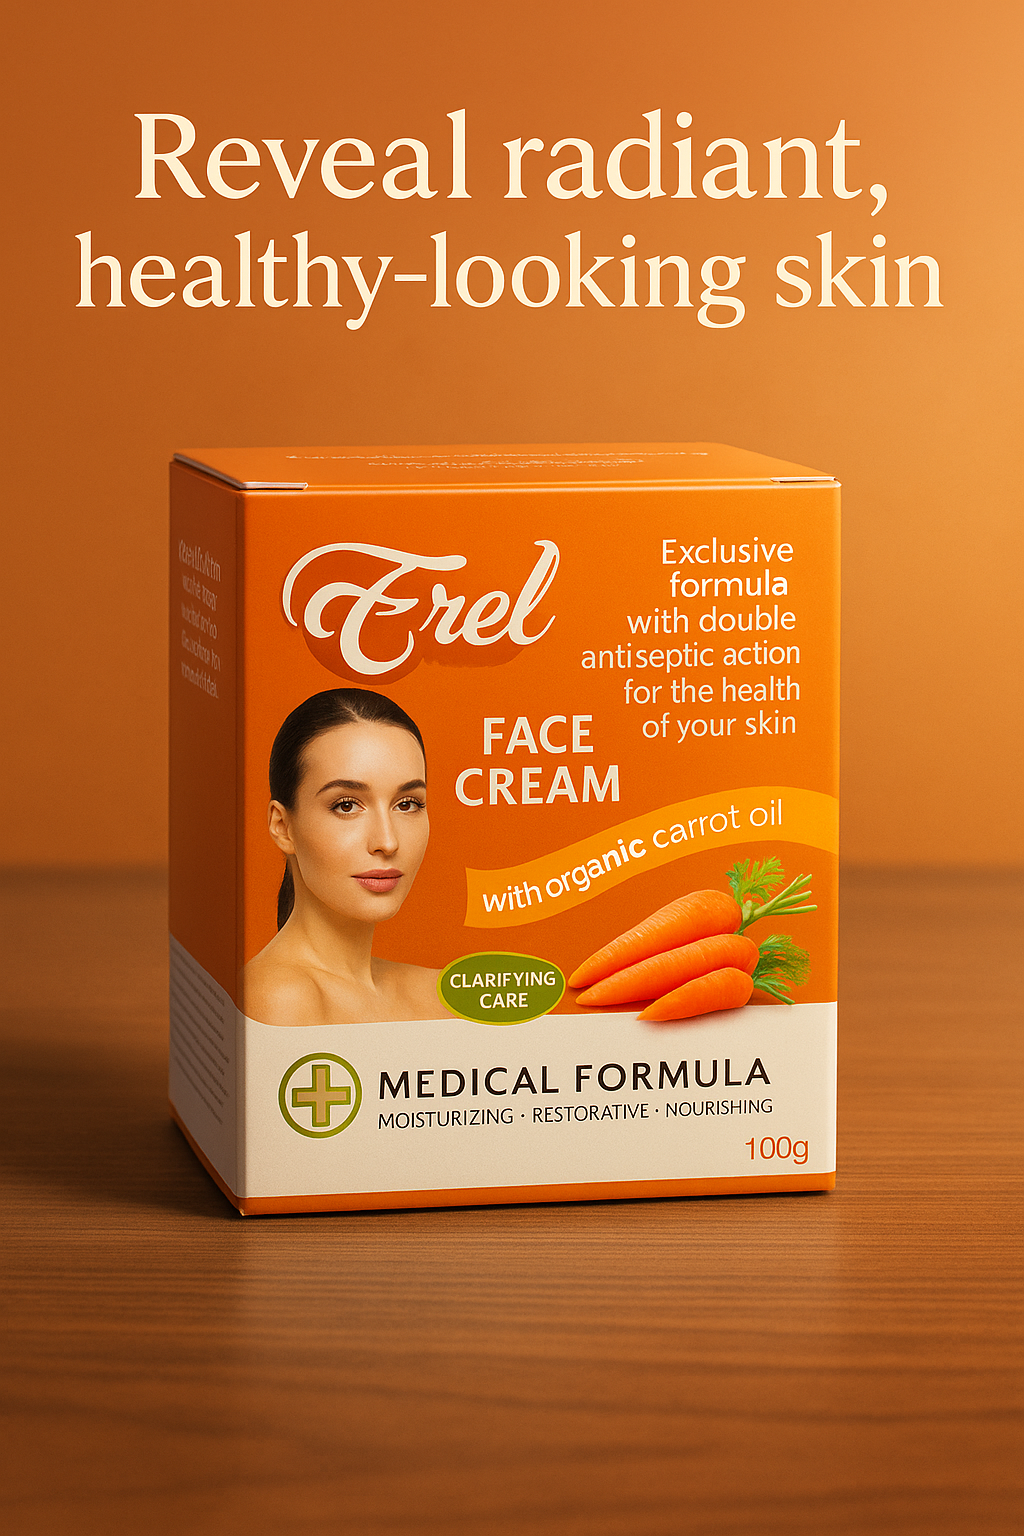 Reveal radiant,
healthy-looking skin
Erel
Exclusive
formula
with double
antiseptic action
for the health
of your skin
FACE
CREAM
with organic carrot oil
CLARIFYING
CARE
MEDICAL FORMULA
MOISTURIZING · RESTORATIVE · NOURISHING
100g